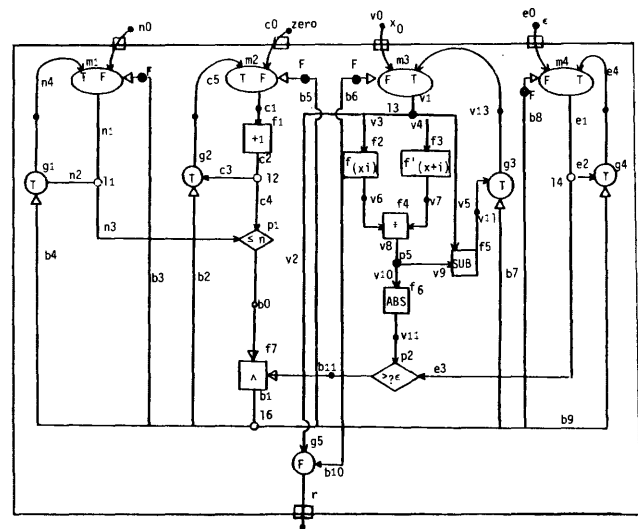 n0
c0 zero
v0 x0
e0 ε
n4
m1
F F
F
c5
m2
T F
F
b5
F
b6
m3
F T
v1
v13
F
b8
m4
F T
e4
e1
n1
c1
f1
+1
c2
l3
v3
v4
f2
f3
f(xi)
f'(x+i)
g1
T
n2
l1
g2
T
c3
l2
c4
g3
T
l4
e2
g4
T
n3
p1
≤ n
v6
v7
f4
÷
v8
p5
v5
v11
f5
SUB
v9
v10
f6
ABS
v11
p2
>?ε
e3
b4
b3
b2
v2
b7
b0
f7
∧
b11
b1
l6
b9
g5
F
b10
r